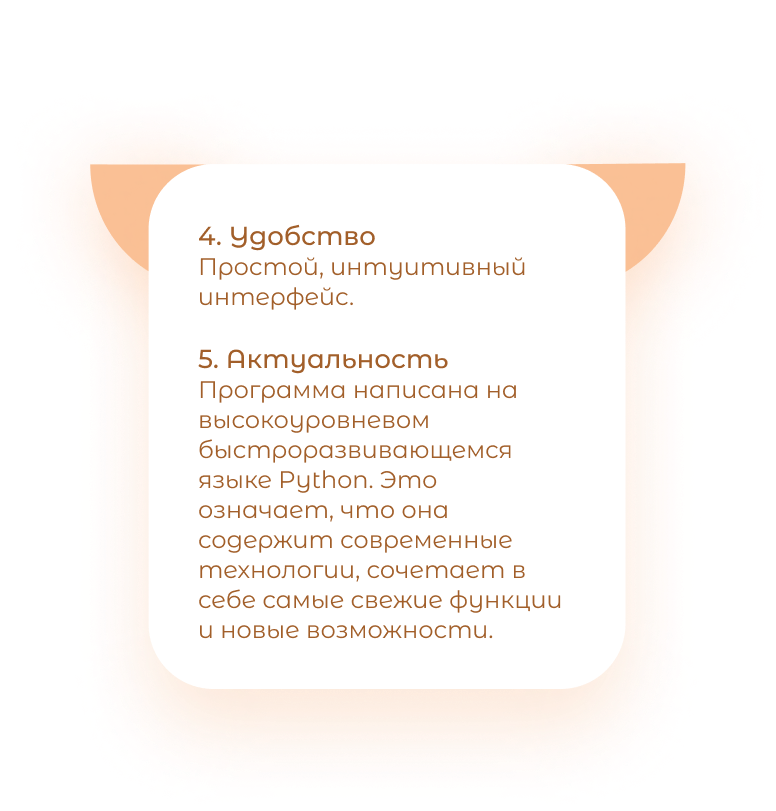 4. Удобство
Простой, интуитивный
интерфейс.
5. Актуальность
Программа написана на
высокоуровневом
быстроразвивающемся
языке Python. Это
означает, что она
содержит современные
технологии, сочетает в
себе самые свежие функции
и новые возможности.